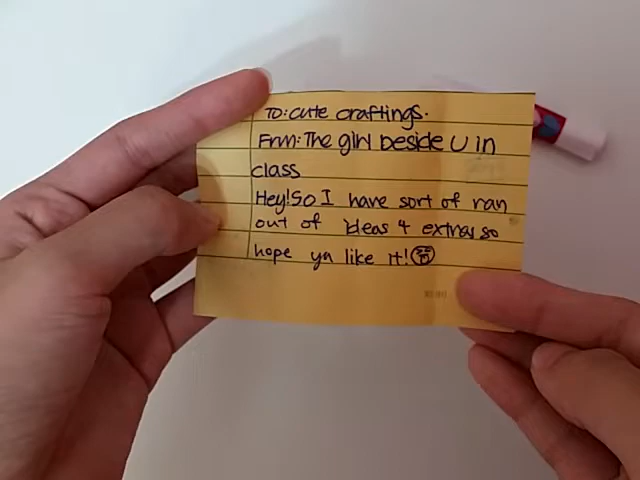 To: cute craftings.
Frm: The girl beside U in
class
Hey! So I have sort of ran
out of ideas 4 extras so
hope ya like it!